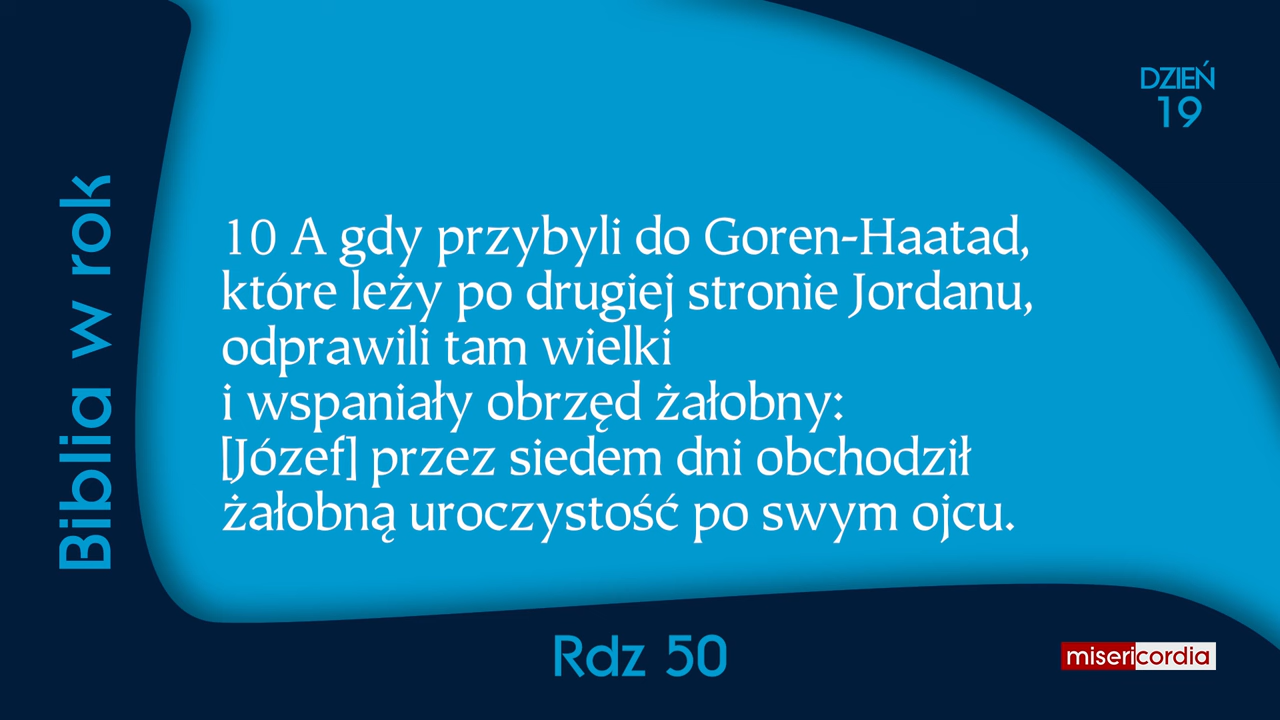 DZIEŃ
19
Biblia w rok
10 A gdy przybyli do Goren-Haatad,
które leży po drugiej stronie Jordanu,
odprawili tam wielki
i wspaniały obrzęd żałobny:
[Józef] przez siedem dni obchodził
żałobną uroczystość po swym ojcu.
Rdz 50
misericordia